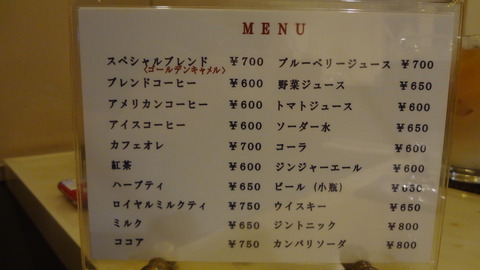 MENU
スペシャルブレンド ¥700
(ゴールデンキャメル)
ブレンドコーヒー ¥600
アメリカンコーヒー ¥600
アイスコーヒー ¥600
カフェオレ ¥700
紅茶 ¥600
ハーブティ ¥650
ロイヤルミルクティ ¥750
ミルク ¥650
ココア ¥750
ブルーベリージュース ¥700
野菜ジュース ¥650
トマトジュース ¥600
ソーダー水 ¥650
コーラ ¥600
ジンジャーエール ¥600
ビール (小瓶) ¥650
ウイスキー ¥650
ジントニック ¥800
カンパリソーダ ¥800